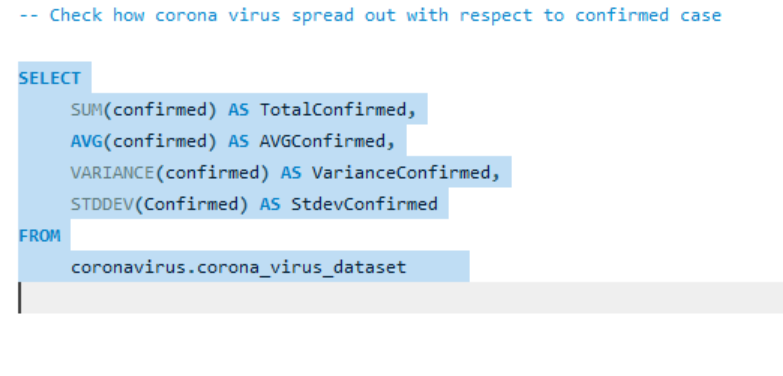 -- Check how corona virus spread out with respect to confirmed case
SELECT
SUM(confirmed) AS TotalConfirmed,
AVG(confirmed) AS AVGConfirmed,
VARIANCE(confirmed) AS VarianceConfirmed,
STDDEV(Confirmed) AS StdevConfirmed
FROM
coronavirus.corona_virus_dataset